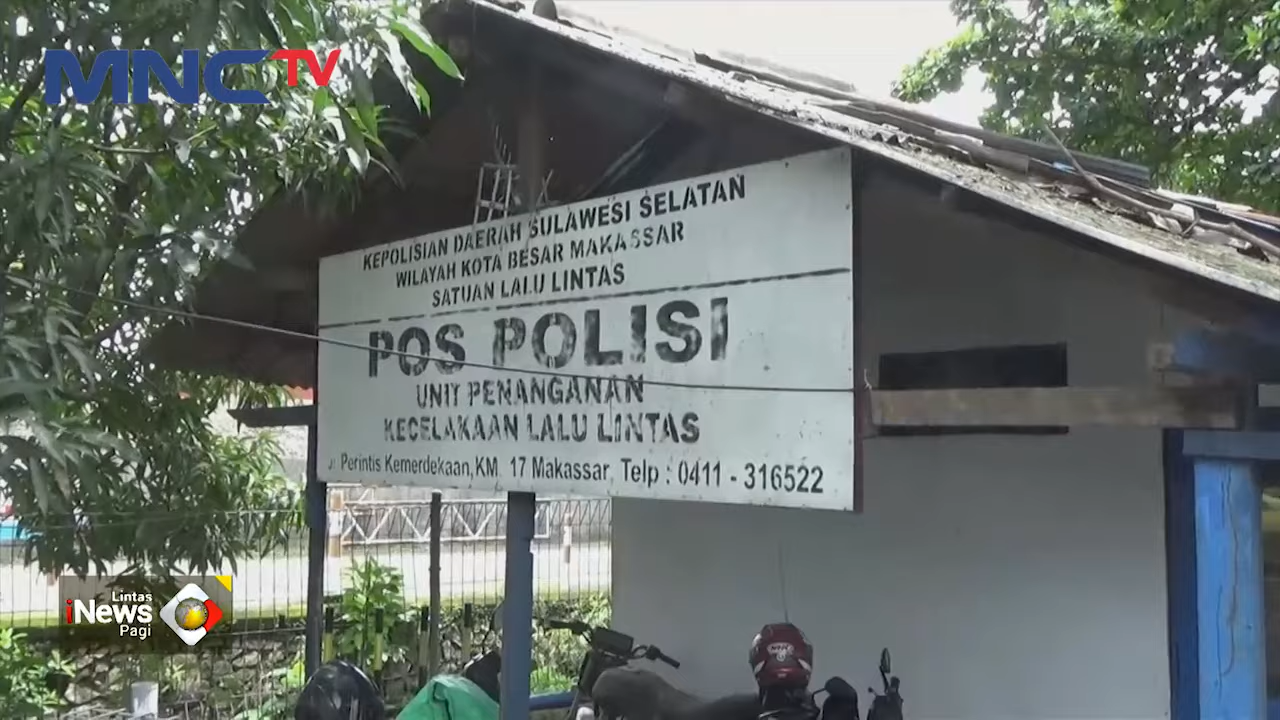 MNCTV
KEPOLISIAN DAERAH SULAWESI SELATAN
WILAYAH KOTA BESAR MAKASSAR
SATUAN LALU LINTAS
POS POLISI
UNIT PENANGANAN
KECELAKAAN LALU LINTAS
Jl. Perintis Kemerdekaan, KM. 17 Makassar, Telp : 0411 - 316522
Lintas
iNews
Pagi